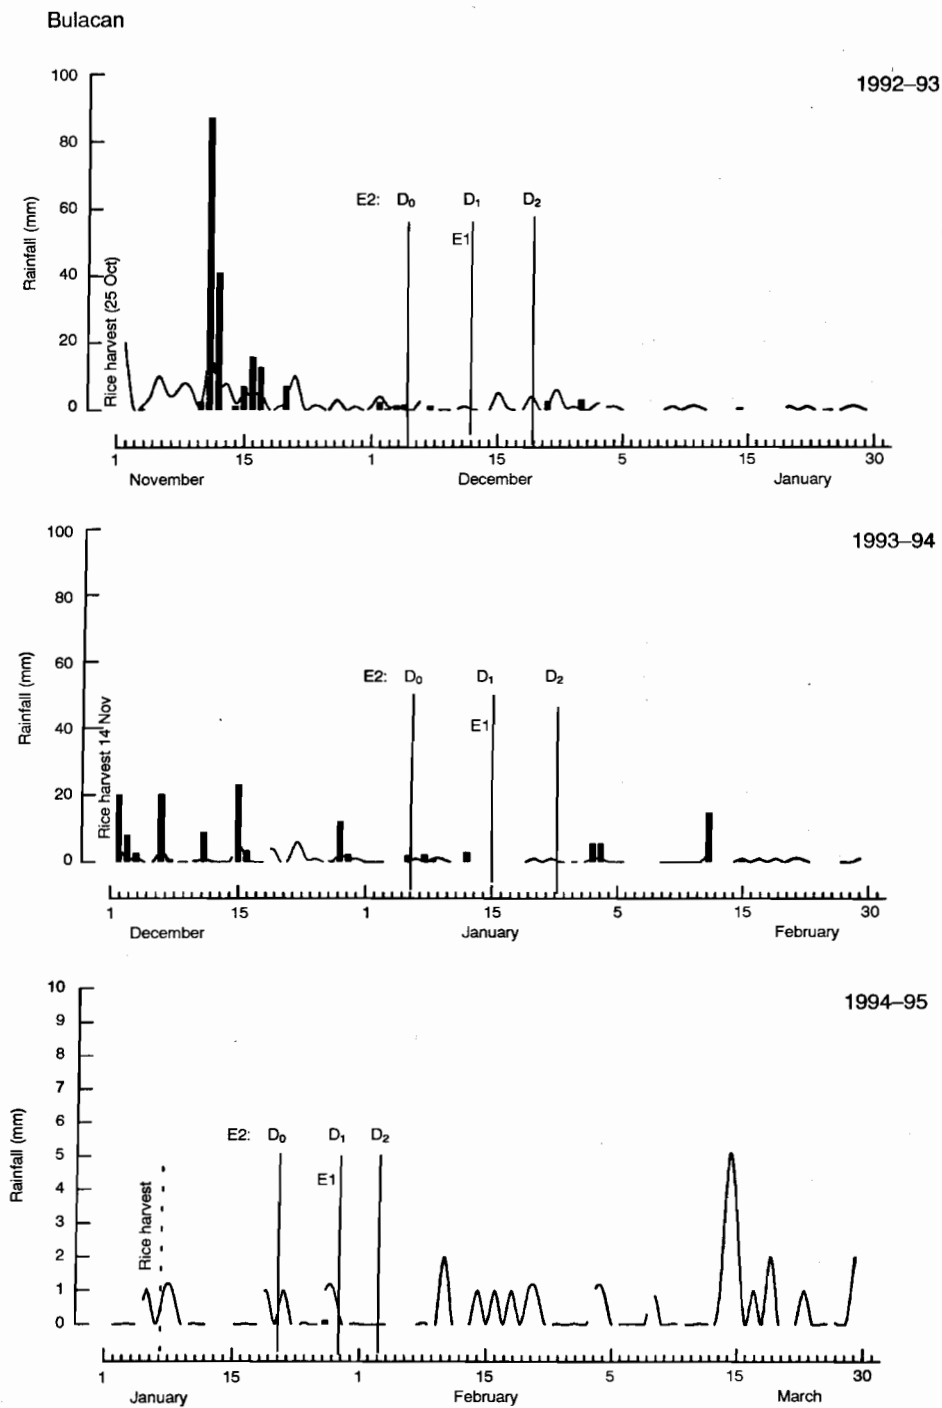 Bulacan
1992–93
Rainfall (mm)
100
80
60
40
20
0
Rice harvest (25 Oct)
E2: D₀ D₁ D₂
E1
1 15 1 15 5 15 30
November December January
1993–94
Rainfall (mm)
100
80
60
40
20
0
Rice harvest 14 Nov
E2: D₀ D₁ D₂
E1
1 15 1 15 5 15 30
December January February
1994–95
Rainfall (mm)
10
9
8
7
6
5
4
3
2
1
0
Rice harvest
E2: D₀ D₁ D₂
E1
1 15 1 15 5 15 30
January February March